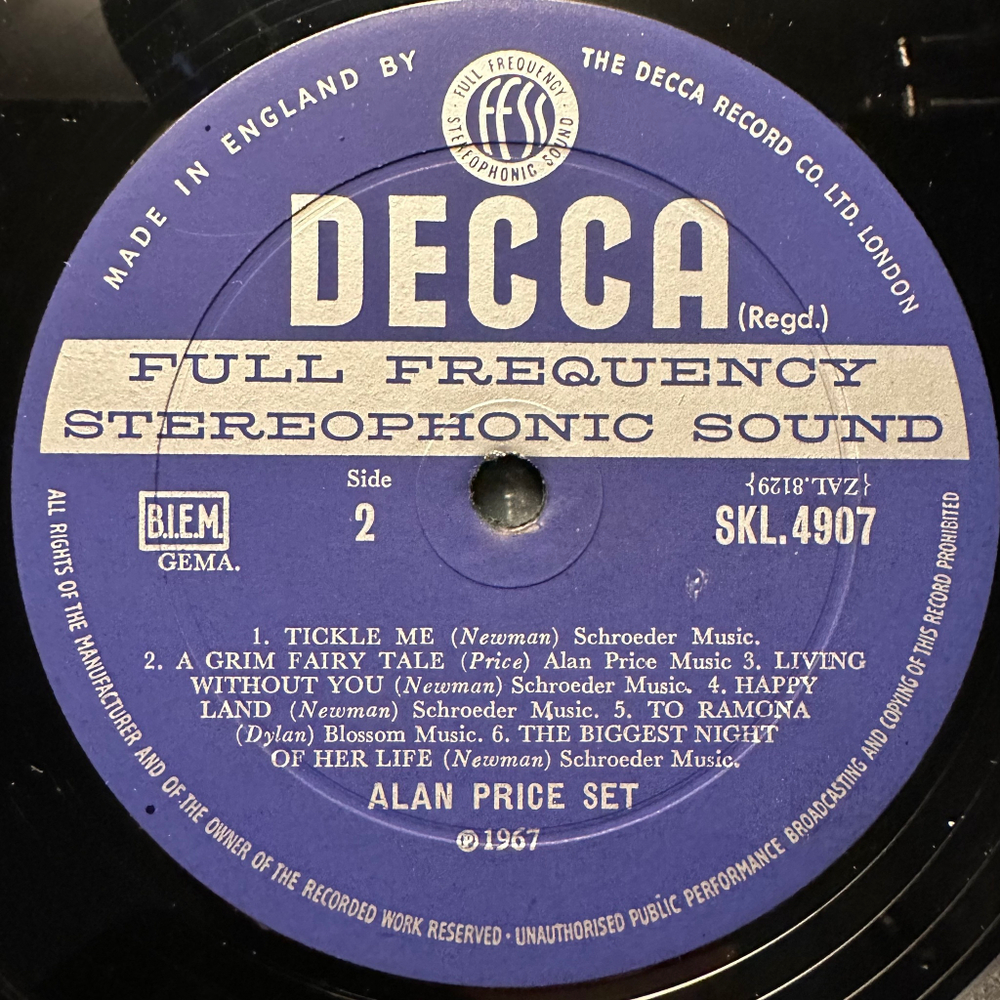 MADE IN ENGLAND BY
THE DECCA RECORD CO. LTD. LONDON
FULL FREQUENCY
ffss
STEREOPHONIC SOUND
DECCA
(Regd.)
FULL FREQUENCY
STEREOPHONIC SOUND
B.I.E.M.
GEMA.
Side
2
{ZAL.8129}
SKL.4907
1. TICKLE ME (Newman) Schroeder Music.
2. A GRIM FAIRY TALE (Price) Alan Price Music 3. LIVING
WITHOUT YOU (Newman) Schroeder Music. 4. HAPPY
LAND (Newman) Schroeder Music. 5. TO RAMONA
(Dylan) Blossom Music. 6. THE BIGGEST NIGHT
OF HER LIFE (Newman) Schroeder Music.
ALAN PRICE SET
℗1967
ALL RIGHTS OF THE MANUFACTURER AND OF THE OWNER OF THE RECORDED WORK RESERVED · UNAUTHORISED PUBLIC PERFORMANCE BROADCASTING AND COPYING OF THIS RECORD PROHIBITED